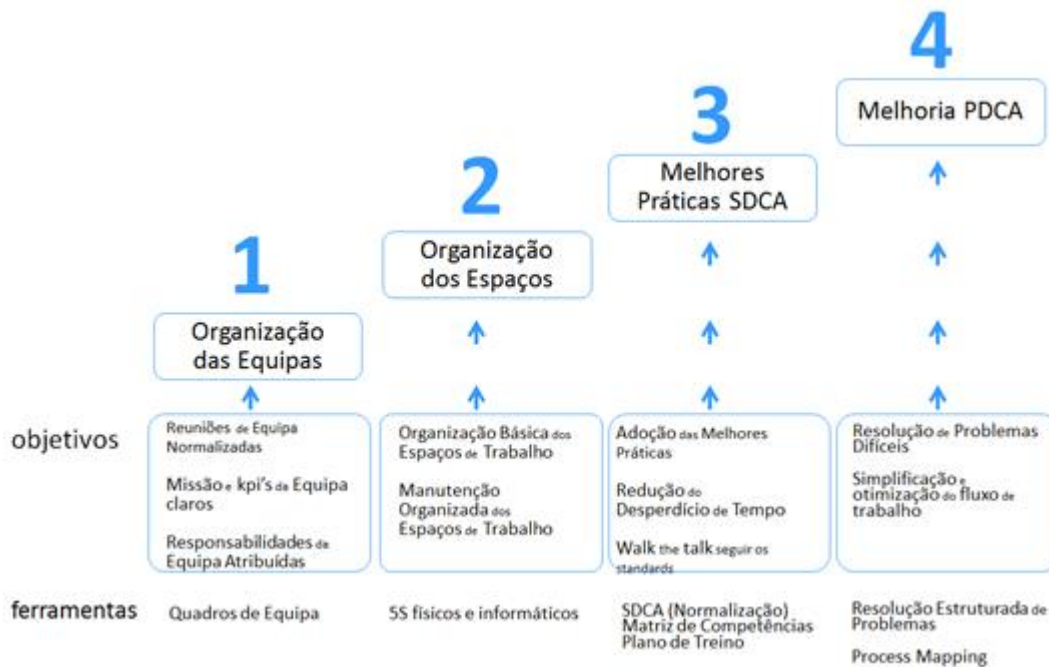 1
Organização
das Equipas
2
Organização
dos Espaços
3
Melhores
Práticas SDCA
4
Melhoria PDCA
objetivos
Reuniões de Equipa
Normalizadas
Missão e kpi's da Equipa
claros
Responsabilidades da
Equipa Atribuídas
Organização Básica dos
Espaços de Trabalho
Manutenção
Organizada dos
Espaços de Trabalho
Adoção das Melhores
Práticas
Redução do
Desperdício de Tempo
Walk the talk seguir os
standards
Resolução de Problemas
Difíceis
Simplificação e
otimização do fluxo de
trabalho
ferramentas
Quadros de Equipa
5S físicos e informáticos
SDCA (Normalização)
Matriz de Competências
Plano de Treino
Resolução Estruturada de
Problemas
Process Mapping